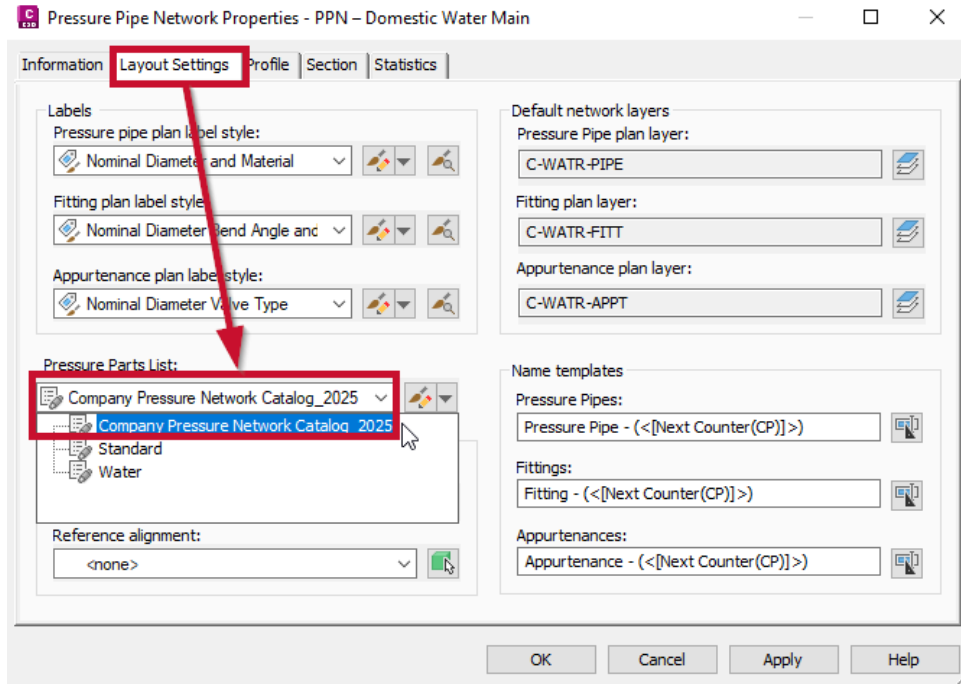 Pressure Pipe Network Properties - PPN – Domestic Water Main
Information
Layout Settings
Profile
Section
Statistics
Labels
Pressure pipe plan label style:
Nominal Diameter and Material
Fitting plan label style:
Nominal Diameter Bend Angle and
Appurtenance plan label style:
Nominal Diameter Valve Type
Default network layers
Pressure Pipe plan layer:
C-WATR-PIPE
Fitting plan layer:
C-WATR-FITT
Appurtenance plan layer:
C-WATR-APPT
Pressure Parts List:
Company Pressure Network Catalog_2025
Company Pressure Network Catalog_2025
Standard
Water
Reference alignment:
<none>
Name templates
Pressure Pipes:
Pressure Pipe - (<[Next Counter(CP)]>)
Fittings:
Fitting - (<[Next Counter(CP)]>)
Appurtenances:
Appurtenance - (<[Next Counter(CP)]>)
OK
Cancel
Apply
Help